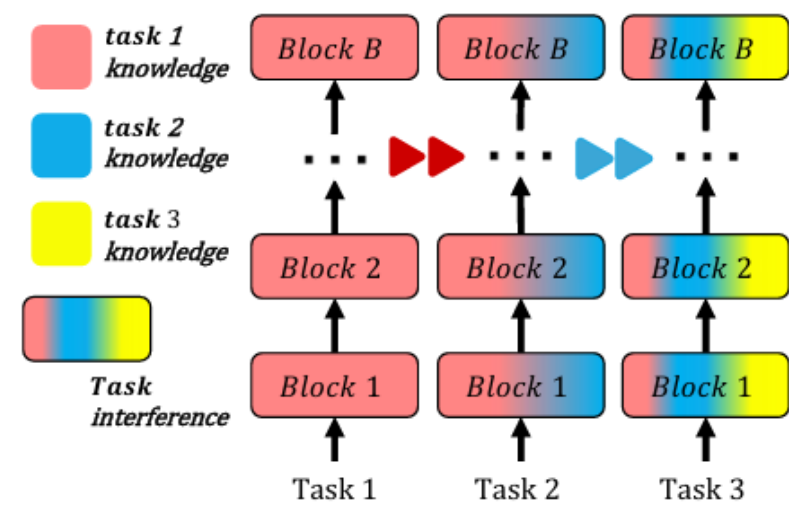 task 1
knowledge
task 2
knowledge
task 3
knowledge
Task
interference
Block B
Block B
Block B
. . .
. . .
. . .
Block 2
Block 2
Block 2
Block 1
Block 1
Block 1
Task 1
Task 2
Task 3